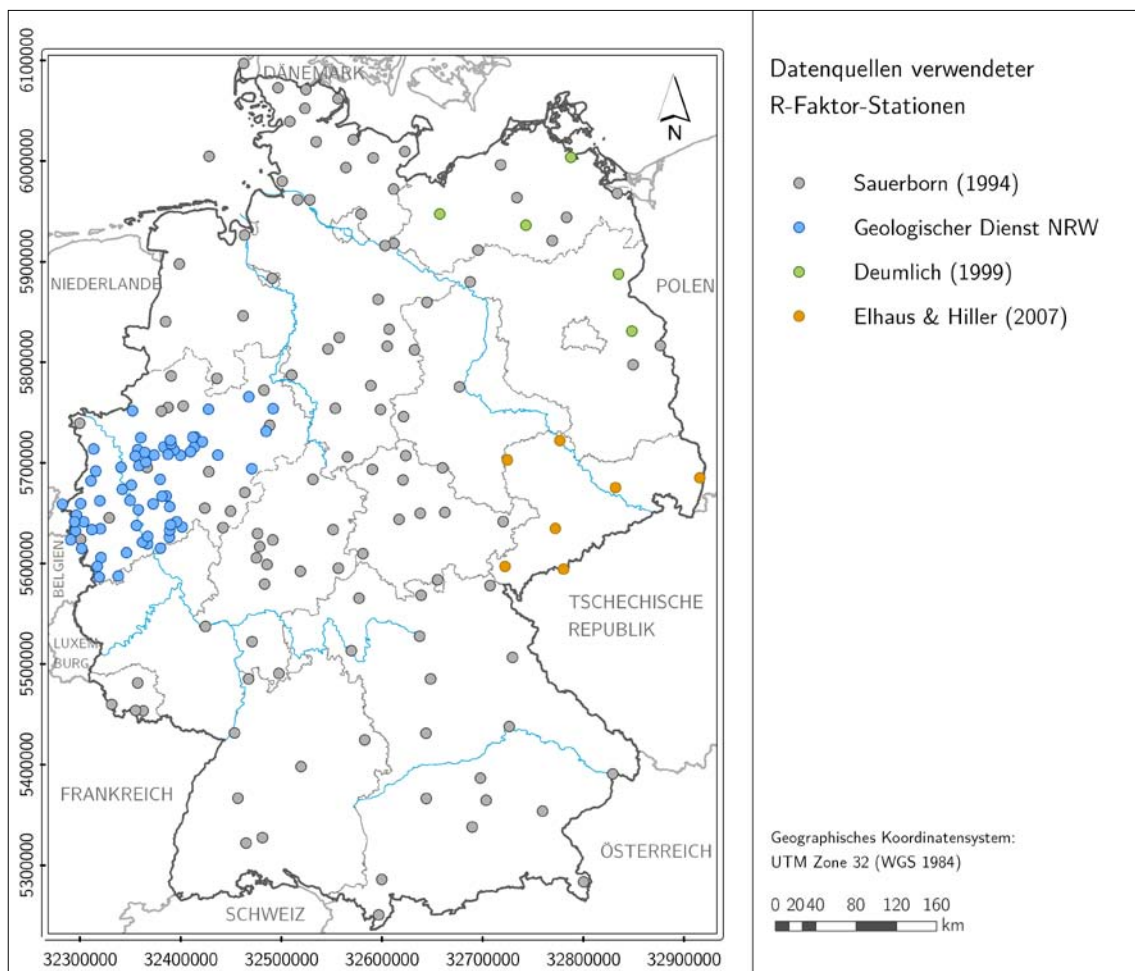 6100000
6000000
5900000
5800000
5700000
5600000
5500000
5400000
5300000
32300000 32400000 32500000 32600000 32700000 32800000 32900000
DÄNEMARK
N
NIEDERLANDE
POLEN
BELGIEN
LUXEM
BURG
TSCHECHISCHE
REPUBLIK
FRANKREICH
ÖSTERREICH
SCHWEIZ
Datenquellen verwendeter
R-Faktor-Stationen
Sauerborn (1994)
Geologischer Dienst NRW
Deumlich (1999)
Elhaus & Hiller (2007)
Geographisches Koordinatensystem:
UTM Zone 32 (WGS 1984)
0 20 40 80 120 160
km